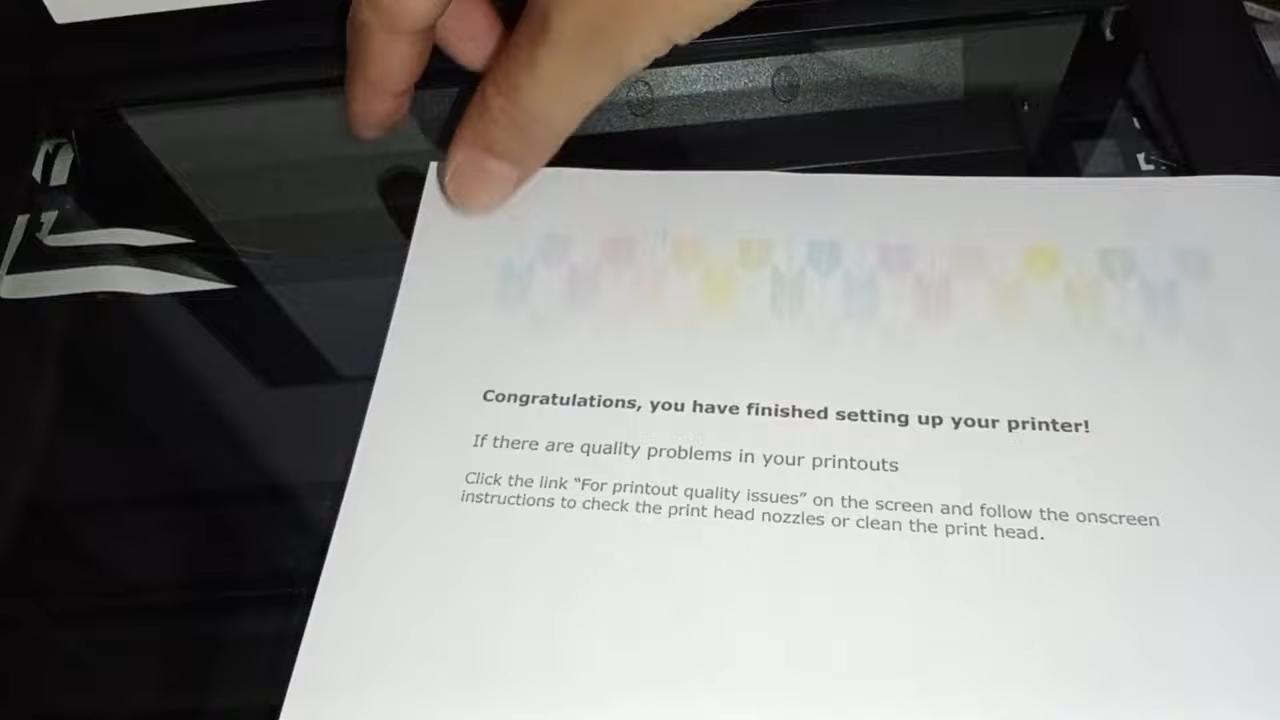 Congratulations, you have finished setting up your printer!
If there are quality problems in your printouts
Click the link “For printout quality issues” on the screen and follow the onscreen
instructions to check the print head nozzles or clean the print head.